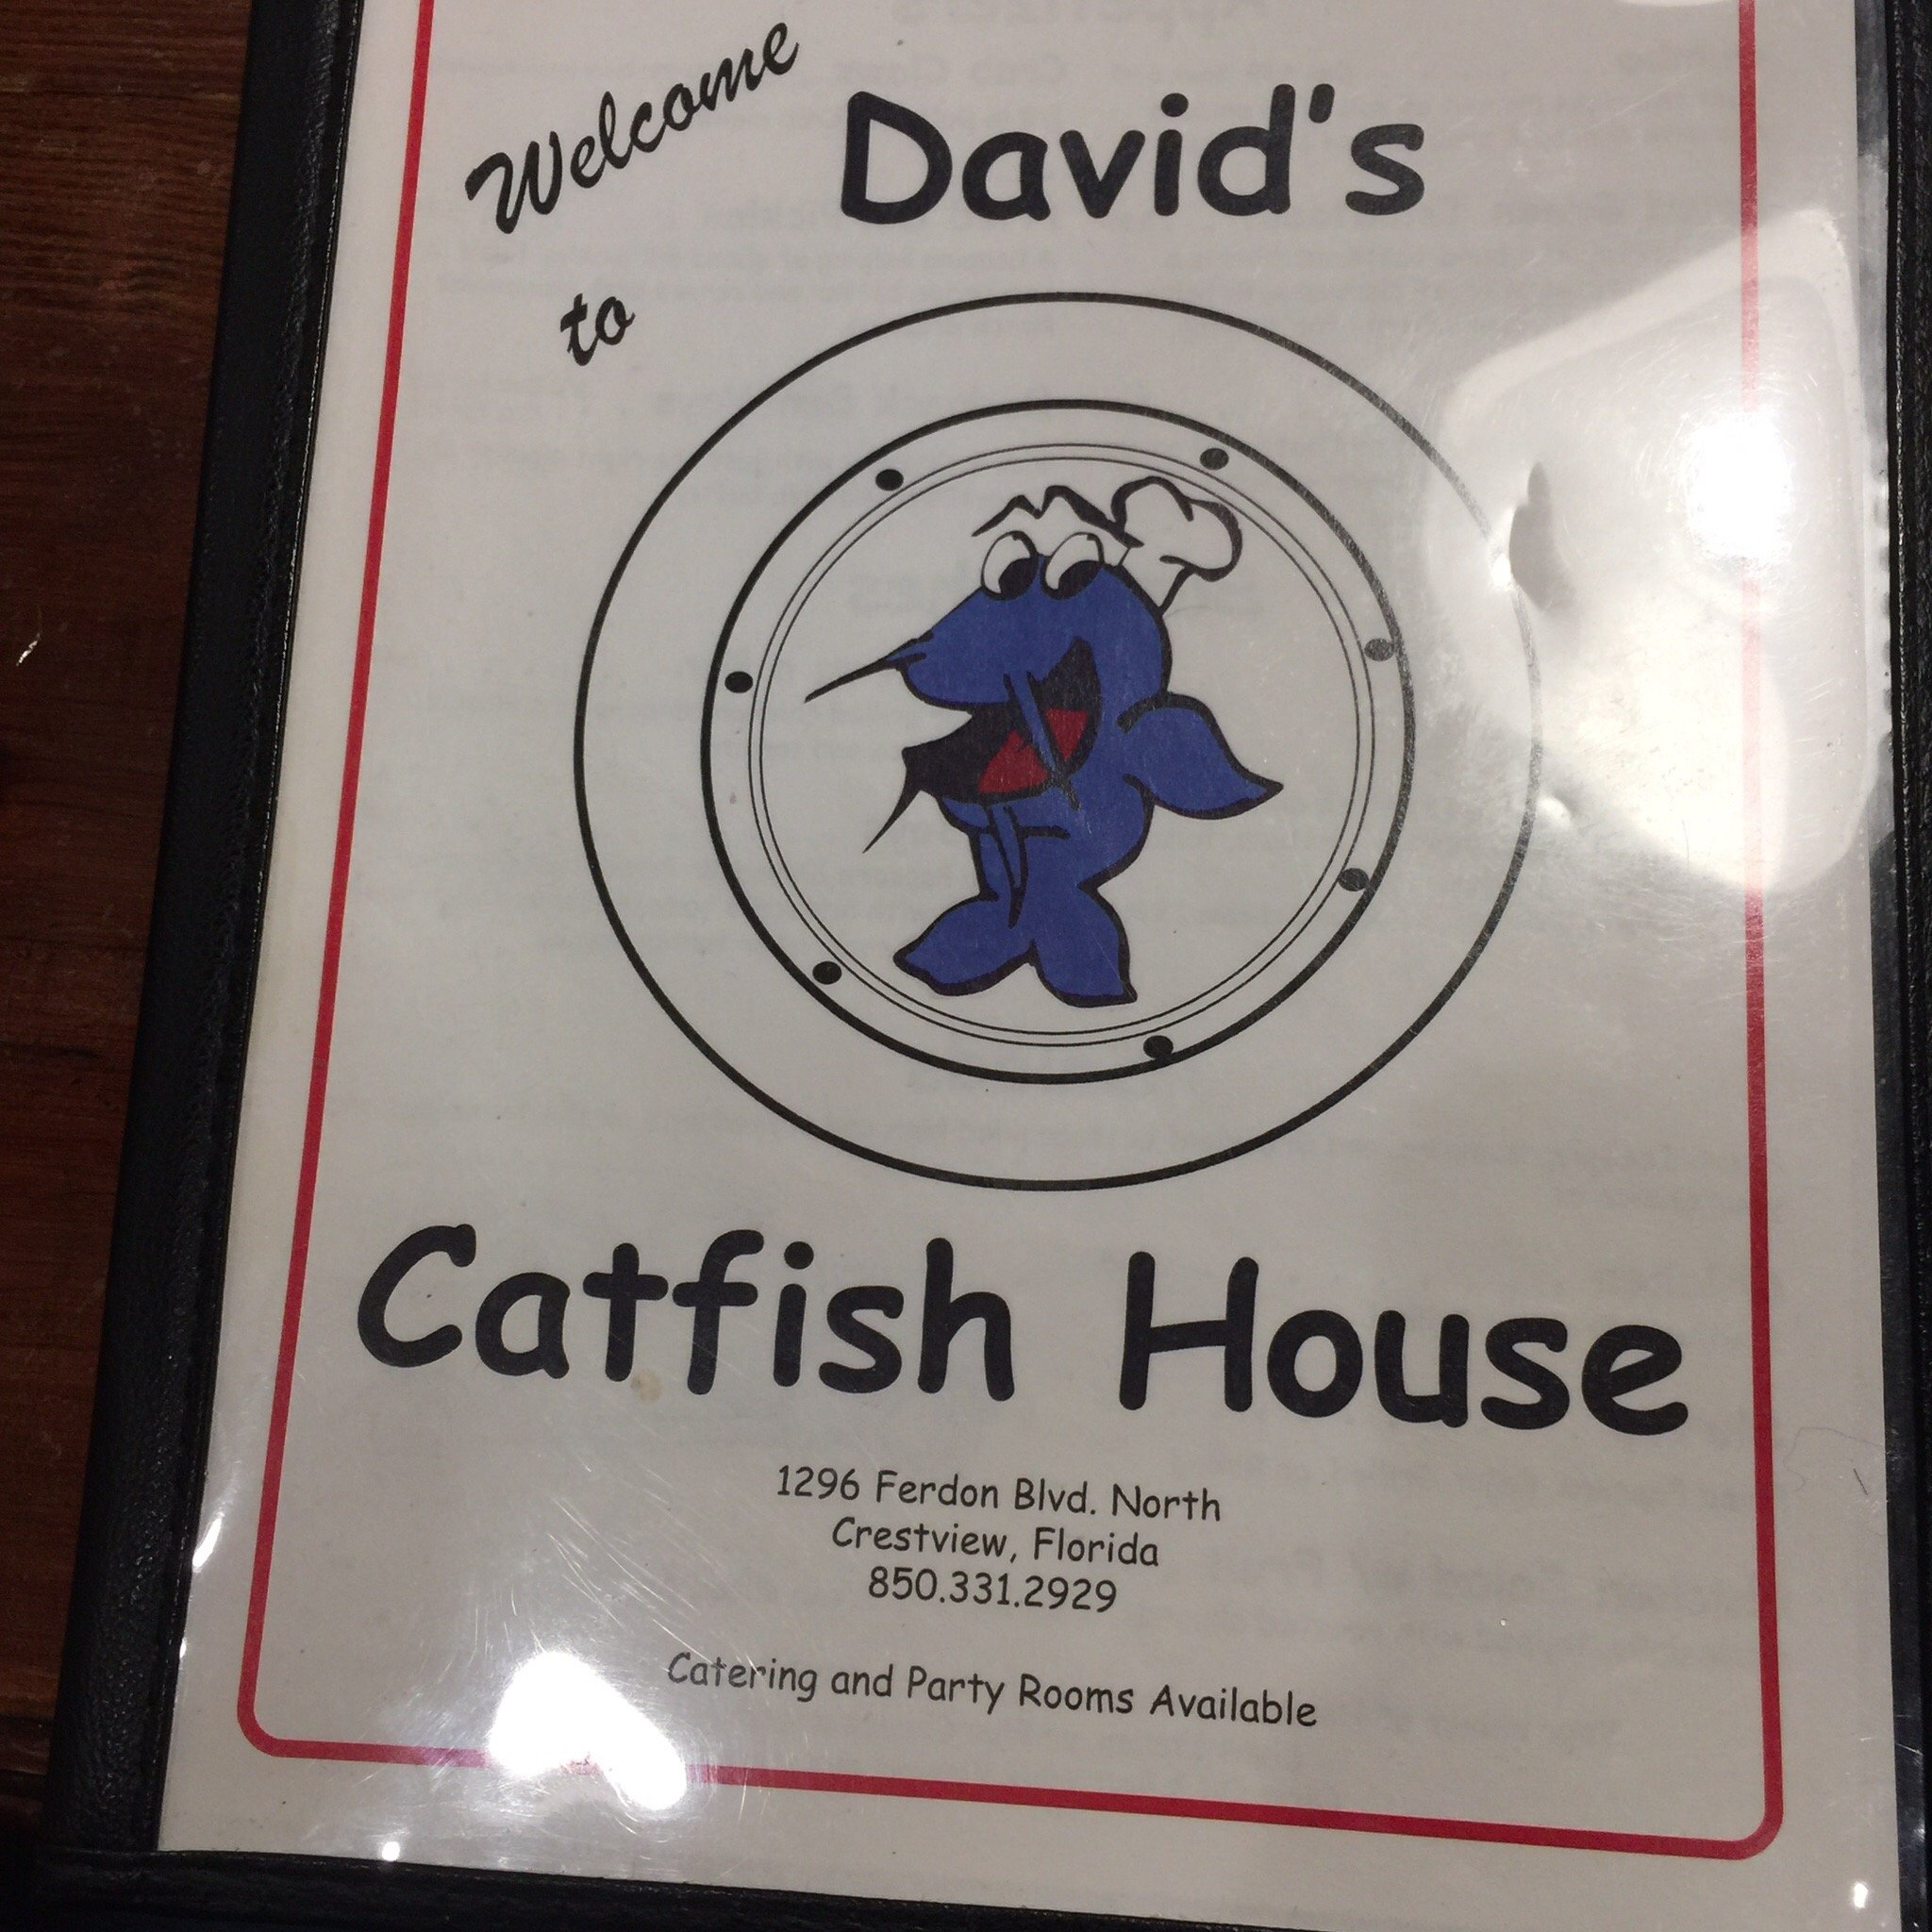 Welcome
to
David's
Catfish House
1296 Ferdon Blvd. North
Crestview, Florida
850.331.2929
Catering and Party Rooms Available